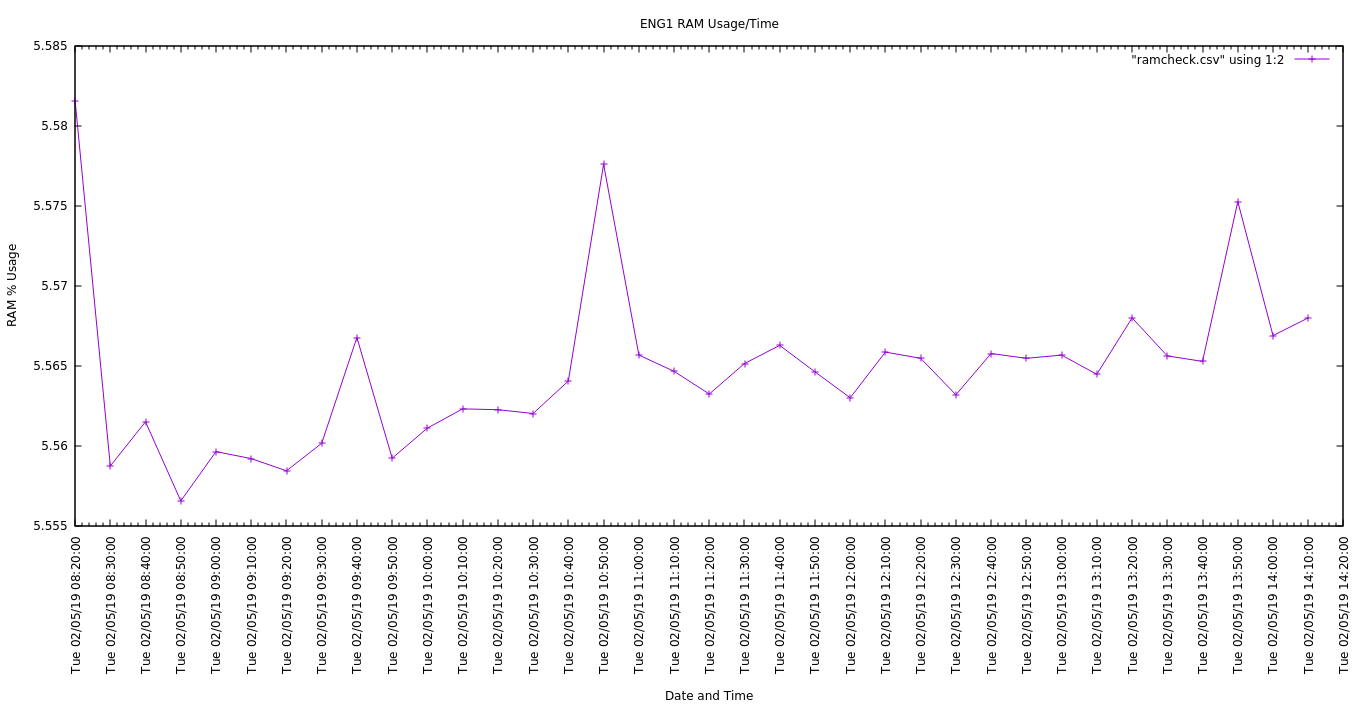 ENG1 RAM Usage/Time
"ramcheck.csv" using 1:2
RAM % Usage
5.585
5.58
5.575
5.57
5.565
5.56
5.555
Tue 02/05/19 08:20:00
Tue 02/05/19 08:30:00
Tue 02/05/19 08:40:00
Tue 02/05/19 08:50:00
Tue 02/05/19 09:00:00
Tue 02/05/19 09:10:00
Tue 02/05/19 09:20:00
Tue 02/05/19 09:30:00
Tue 02/05/19 09:40:00
Tue 02/05/19 09:50:00
Tue 02/05/19 10:00:00
Tue 02/05/19 10:10:00
Tue 02/05/19 10:20:00
Tue 02/05/19 10:30:00
Tue 02/05/19 10:40:00
Tue 02/05/19 10:50:00
Tue 02/05/19 11:00:00
Tue 02/05/19 11:10:00
Tue 02/05/19 11:20:00
Tue 02/05/19 11:30:00
Tue 02/05/19 11:40:00
Tue 02/05/19 11:50:00
Tue 02/05/19 12:00:00
Tue 02/05/19 12:10:00
Tue 02/05/19 12:20:00
Tue 02/05/19 12:30:00
Tue 02/05/19 12:40:00
Tue 02/05/19 12:50:00
Tue 02/05/19 13:00:00
Tue 02/05/19 13:10:00
Tue 02/05/19 13:20:00
Tue 02/05/19 13:30:00
Tue 02/05/19 13:40:00
Tue 02/05/19 13:50:00
Tue 02/05/19 14:00:00
Tue 02/05/19 14:10:00
Tue 02/05/19 14:20:00
Date and Time